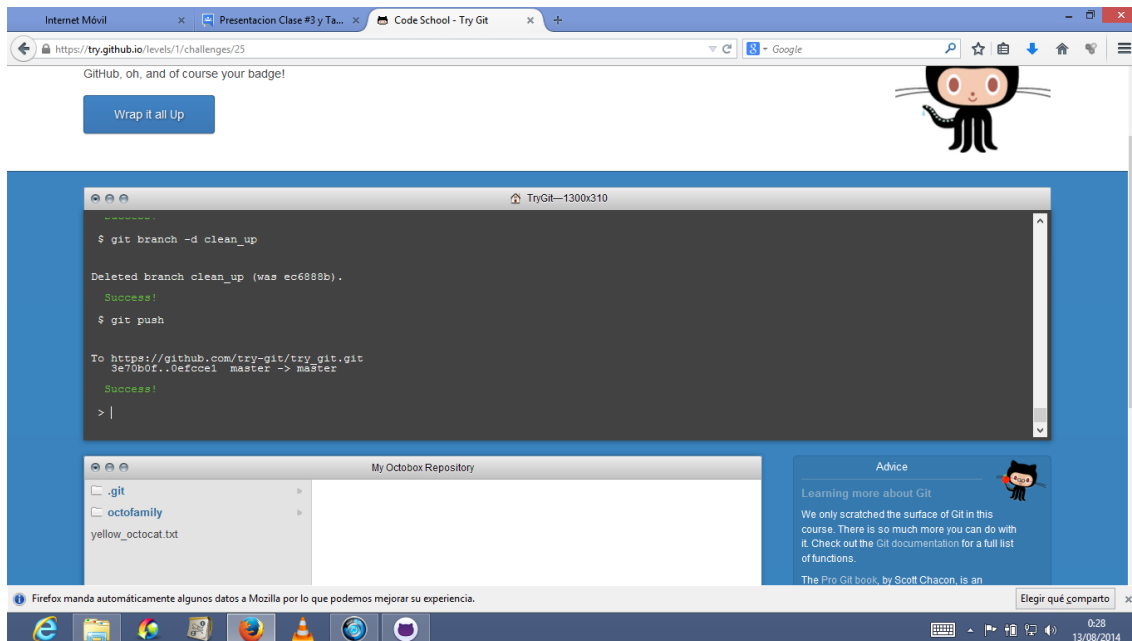 Internet Móvil
Presentacion Clase #3 y Ta...
Code School - Try Git
https://try.github.io/levels/1/challenges/25
Google
GitHub, oh, and of course your badge!
Wrap it all Up
TryGit—1300x310
Success!
$ git branch -d clean_up
Deleted branch clean_up (was ec6888b).
Success!
$ git push
To https://github.com/try-git/try_git.git
3e70b0f..0efcce1 master -> master
Success!
>
My Octobox Repository
.git
octofamily
yellow_octocat.txt
Advice
Learning more about Git
We only scratched the surface of Git in this
course. There is so much more you can do with
it. Check out the Git documentation for a full list
of functions.
The Pro Git book, by Scott Chacon, is an
Firefox manda automáticamente algunos datos a Mozilla por lo que podemos mejorar su experiencia.
Elegir qué comparto
0:28
13/08/2014